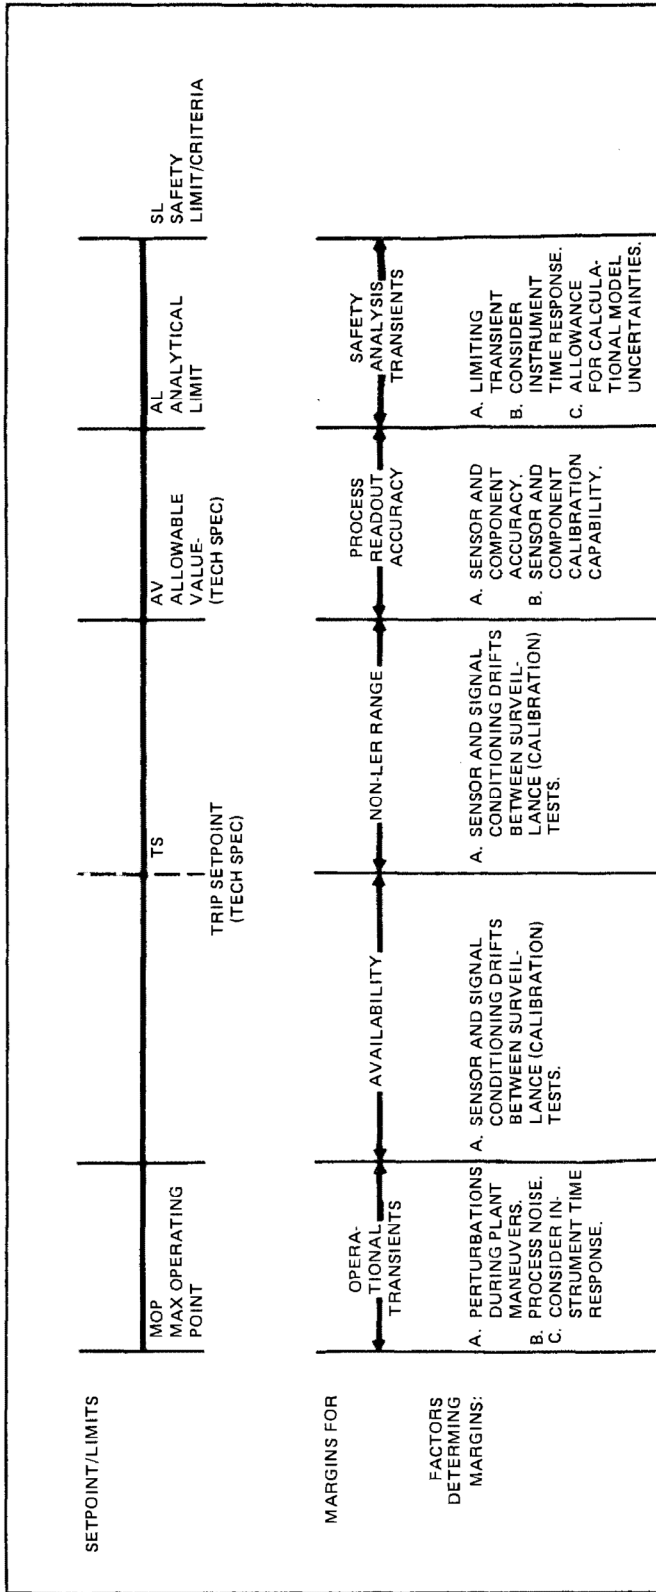 SETPOINT/LIMITS
MOP
MAX OPERATING
POINT
TS
TRIP SETPOINT
(TECH SPEC)
AV
ALLOWABLE
VALUE-
(TECH SPEC)
AL
ANALYTICAL
LIMIT
SL
SAFETY
LIMIT/CRITERIA
MARGINS FOR
OPERA-
TIONAL
TRANSIENTS
AVAILABILITY
NON-LER RANGE
PROCESS
READOUT
ACCURACY
SAFETY
ANALYSIS
TRANSIENTS
FACTORS
DETERMING
MARGINS:
A. PERTURBATIONS
DURING PLANT
MANEUVERS.
B. PROCESS NOISE.
C. CONSIDER IN-
STRUMENT TIME
RESPONSE.
A. SENSOR AND SIGNAL
CONDITIONING DRIFTS
BETWEEN SURVEIL-
LANCE (CALIBRATION)
TESTS.
A. SENSOR AND SIGNAL
CONDITIONING DRIFTS
BETWEEN SURVEIL-
LANCE (CALIBRATION)
TESTS.
A. SENSOR AND
COMPONENT
ACCURACY.
B. SENSOR AND
COMPONENT
CALIBRATION
CAPABILITY.
A. LIMITING
TRANSIENT
B. CONSIDER
INSTRUMENT
TIME RESPONSE.
C. ALLOWANCE
FOR CALCULA-
TIONAL MODEL
UNCERTAINTIES.